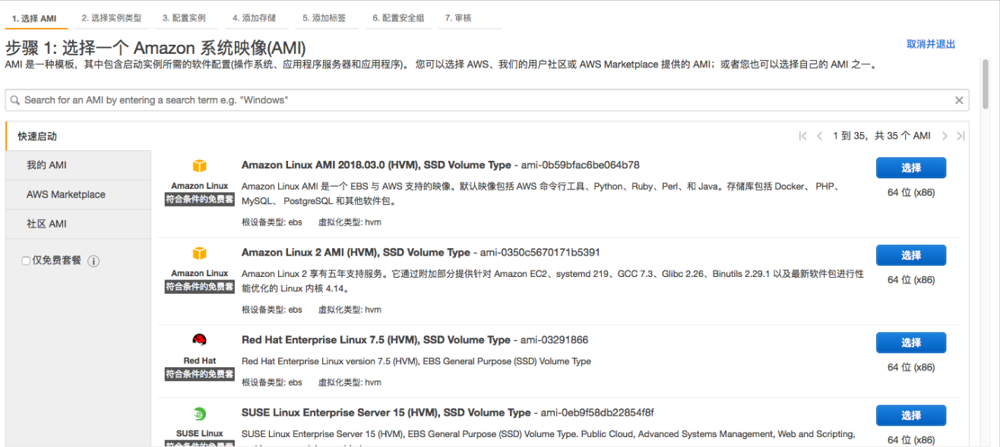 1. 选择 AMI 2. 选择实例类型 3. 配置实例 4. 添加存储 5. 添加标签 6. 配置安全组 7. 审核
步骤 1: 选择一个 Amazon 系统映像(AMI)
取消并退出
AMI 是一种模板，其中包含启动实例所需的软件配置(操作系统、应用程序服务器和应用程序)。 您可以选择 AWS、我们的用户社区或 AWS Marketplace 提供的 AMI；或者您也可以选择自己的 AMI 之一。
Search for an AMI by entering a search term e.g. "Windows"
快速启动
1 到 35，共 35 个 AMI
我的 AMI
AWS Marketplace
社区 AMI
仅免费套餐
Amazon Linux
符合条件的免费套
Amazon Linux AMI 2018.03.0 (HVM), SSD Volume Type - ami-0b59bfac6be064b78
Amazon Linux AMI 是一个 EBS 与 AWS 支持的映像。默认映像包括 AWS 命令行工具、Python、Ruby、Perl、和 Java。存储库包括 Docker、 PHP、
MySQL、 PostgreSQL 和其他软件包。
根设备类型: ebs 虚拟化类型: hvm
选择
64 位 (x86)
Amazon Linux
符合条件的免费套
Amazon Linux 2 AMI (HVM), SSD Volume Type - ami-0350c5670171b5391
Amazon Linux 2 享有五年支持服务。它通过附加部分提供针对 Amazon EC2、systemd 219、GCC 7.3、Glibc 2.26、Binutils 2.29.1 以及最新软件包进行性
能优化的 Linux 内核 4.14。
根设备类型: ebs 虚拟化类型: hvm
选择
64 位 (x86)
Red Hat
符合条件的免费套
Red Hat Enterprise Linux 7.5 (HVM), SSD Volume Type - ami-03291866
Red Hat Enterprise Linux version 7.5 (HVM), EBS General Purpose (SSD) Volume Type
根设备类型: ebs 虚拟化类型: hvm
选择
64 位 (x86)
SUSE Linux
符合条件的免费套
SUSE Linux Enterprise Server 15 (HVM), SSD Volume Type - ami-0eb9f58db22854f8f
SUSE Linux Enterprise Server 15 (HVM), EBS General Purpose (SSD) Volume Type. Public Cloud, Advanced Systems Management, Web and Scripting,
选择
64 位 (x86)